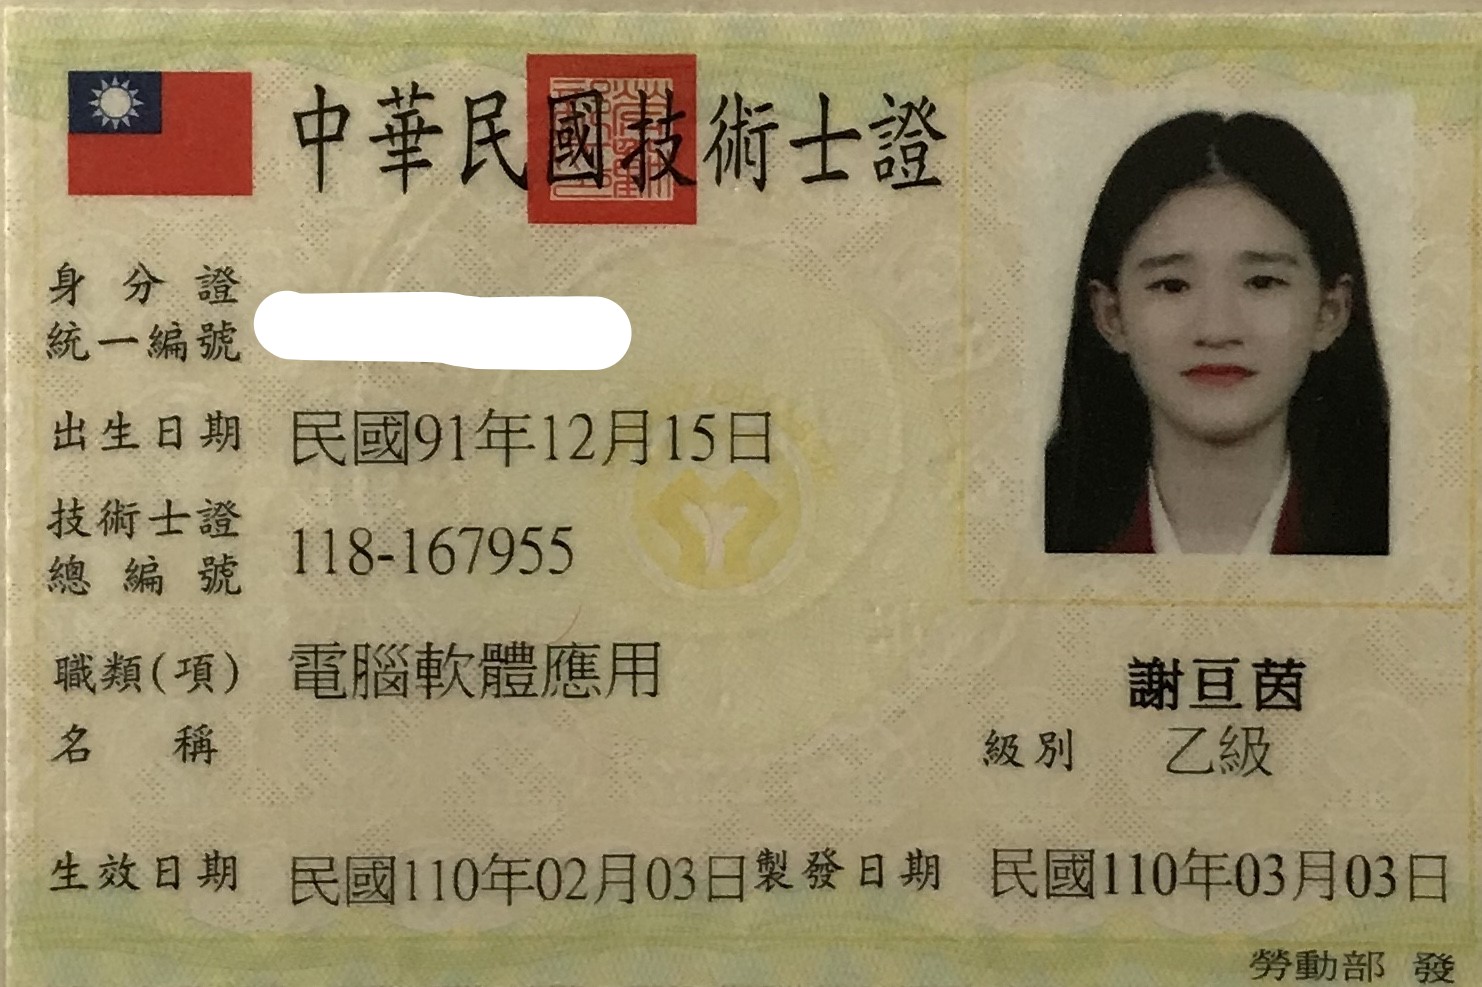 中華民國技術士證
身分證
統一編號
出生日期 民國91年12月15日
技術士證
總編號 118-167955
職類(項) 電腦軟體應用
名稱
謝亘茵
級別 乙級
生效日期 民國110年02月03日 製發日期 民國110年03月03日
勞動部 發